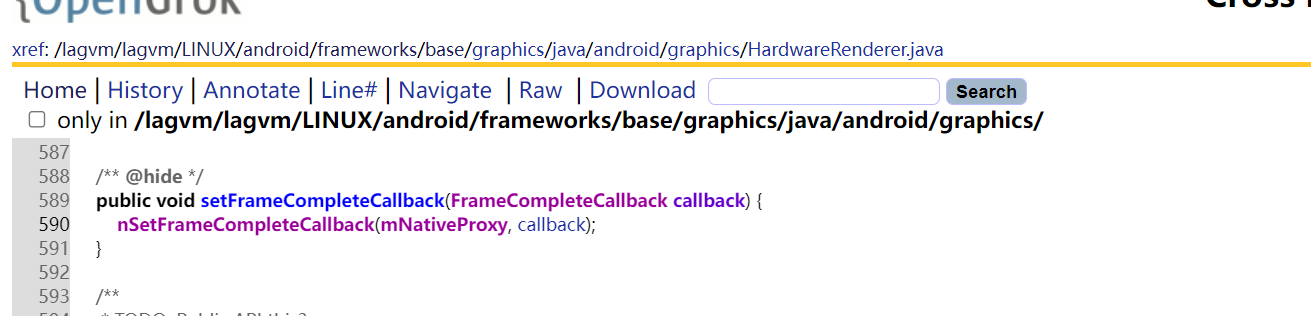 {OpenGrok
Cross
xref: /lagvm/lagvm/LINUX/android/frameworks/base/graphics/java/android/graphics/HardwareRenderer.java
Home | History | Annotate | Line# | Navigate | Raw | Download Search
only in /lagvm/lagvm/LINUX/android/frameworks/base/graphics/java/android/graphics/
587
588 /** @hide */
589 public void setFrameCompleteCallback(FrameCompleteCallback callback) {
590 nSetFrameCompleteCallback(mNativeProxy, callback);
591 }
592
593 /**